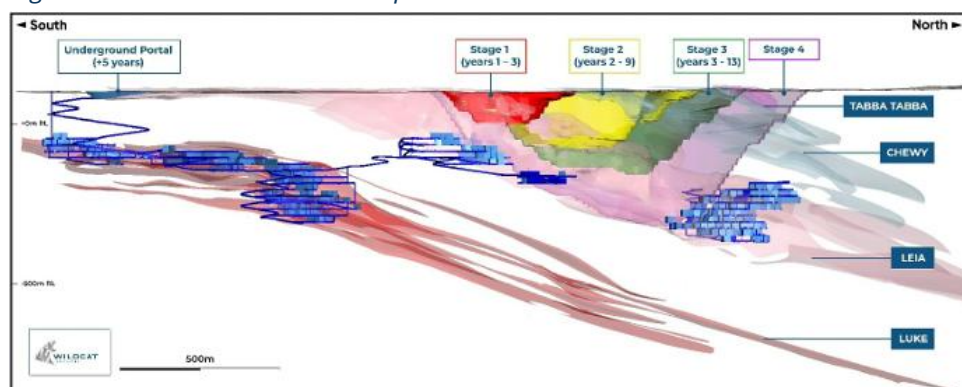 ◄ South
North ►
Underground Portal
(+5 years)
Stage 1
(years 1 – 3)
Stage 2
(years 2 - 9)
Stage 3
(years 3 - 13)
Stage 4
TABBA TABBA
CHEWY
LEIA
LUKE
WILDCAT
500m